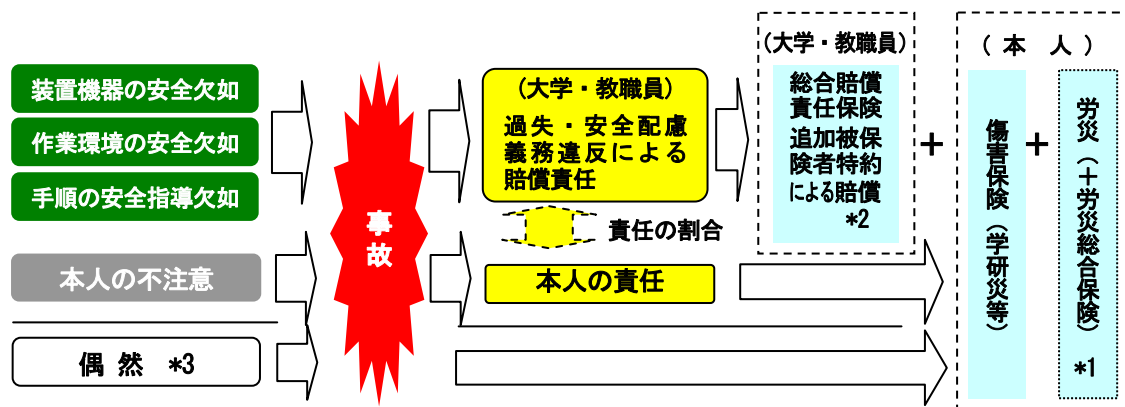 装置機器の安全欠如
作業環境の安全欠如
手順の安全指導欠如
本人の不注意
偶然 *3
事故
(大学・教職員)
過失・安全配慮
義務違反による
賠償責任
責任の割合
本人の責任
(大学・教職員)
総合賠償
責任保険
追加被保
険者特約
による賠償
*2
+
(本人)
傷害保険(学研災等)
+
労災(+労災総合保険)
*1